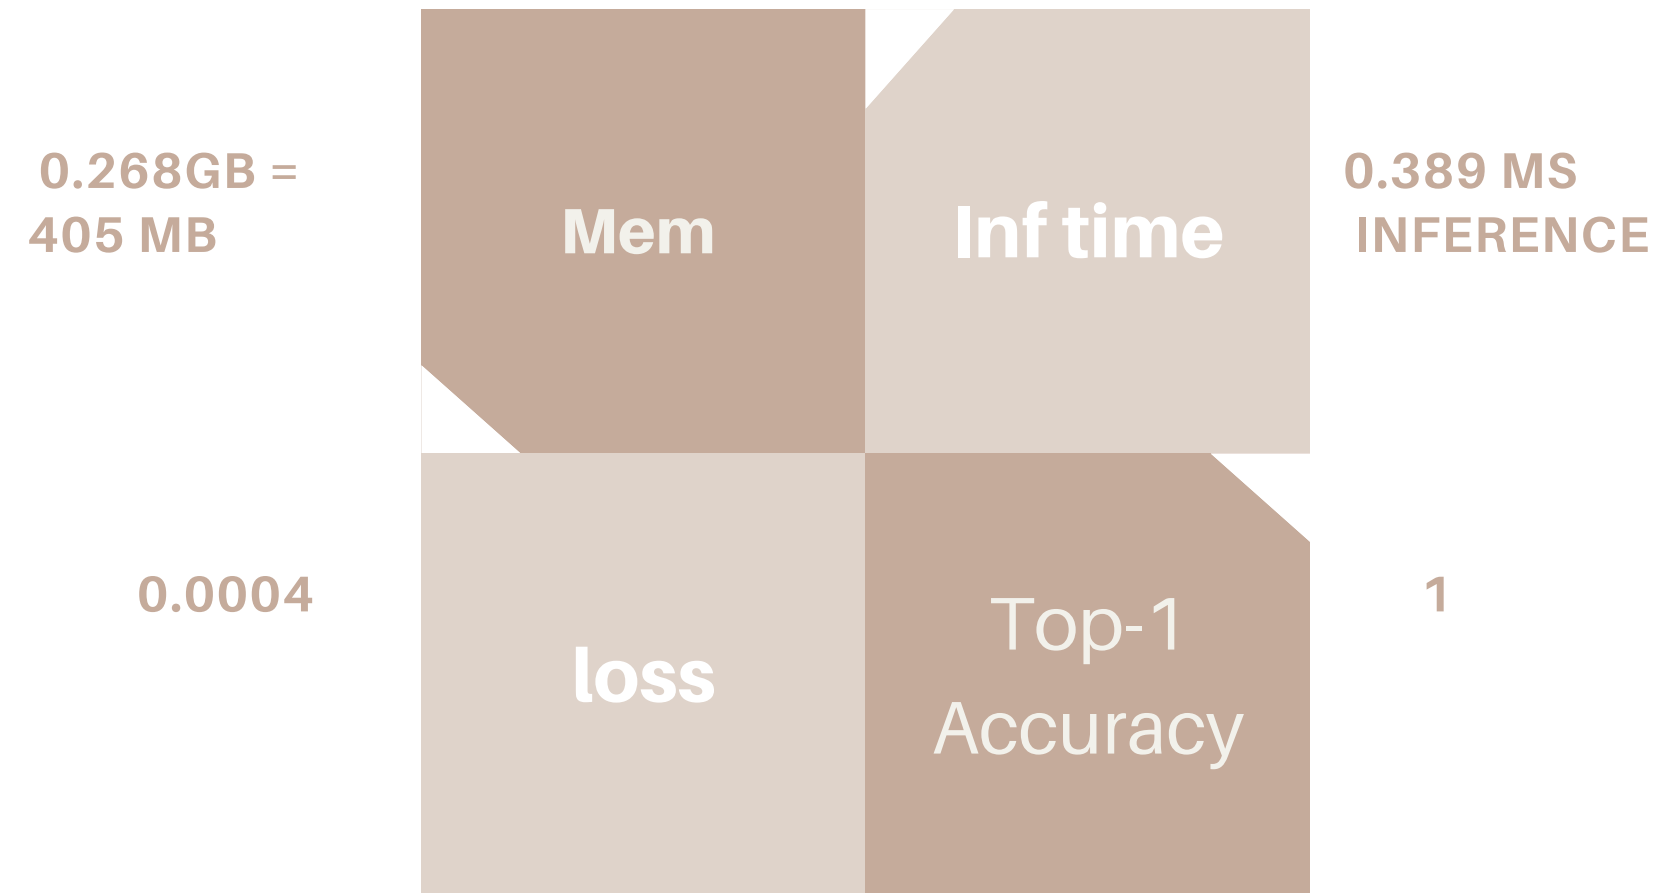 0.268GB =
405 MB
Mem
Inf time
0.389 MS
INFERENCE
0.0004
loss
Top-1
Accuracy
1